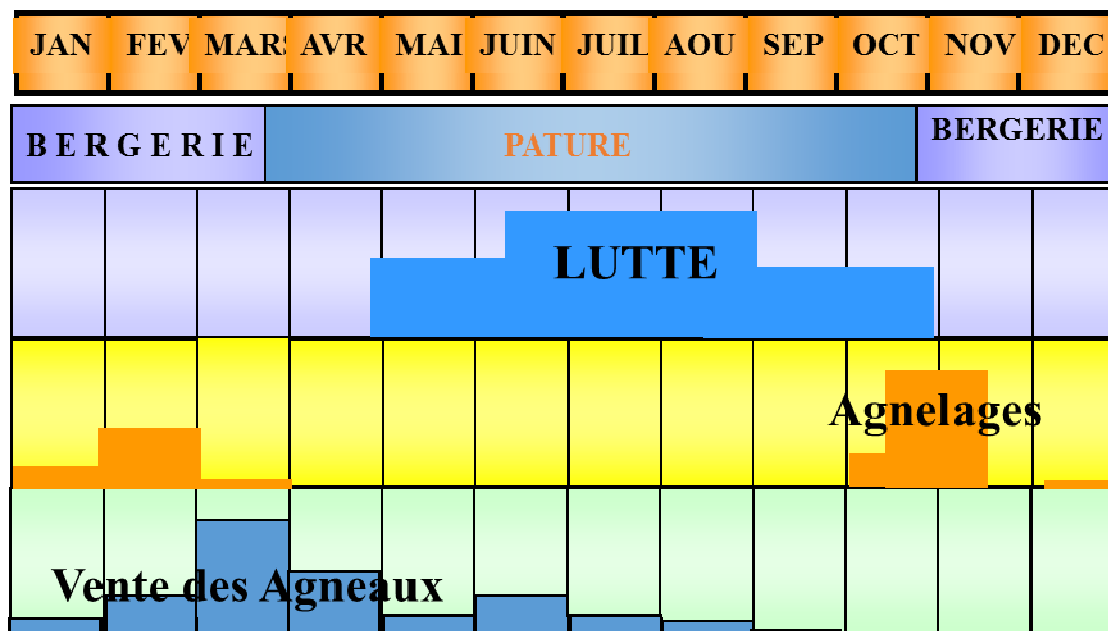 JAN FEV MARS AVR MAI JUIN JUIL AOU SEP OCT NOV DEC
BERGERIE PATURE BERGERIE
LUTTE
Agnelages
Vente des Agneaux